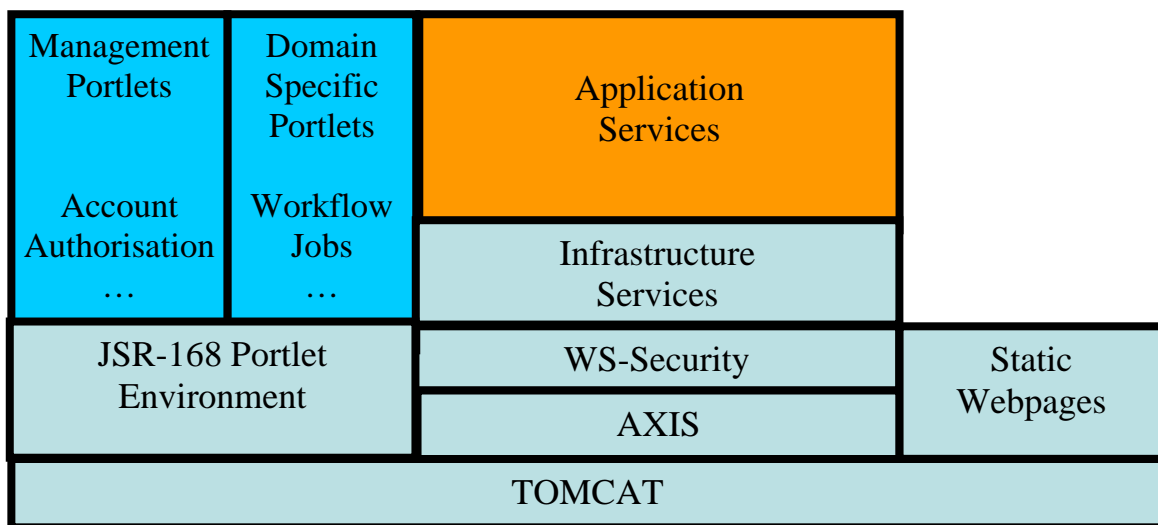 Management
Portlets
Account
Authorisation
…
Domain
Specific
Portlets
Workflow
Jobs
…
Application
Services
Infrastructure
Services
JSR-168 Portlet
Environment
WS-Security
AXIS
Static
Webpages
TOMCAT